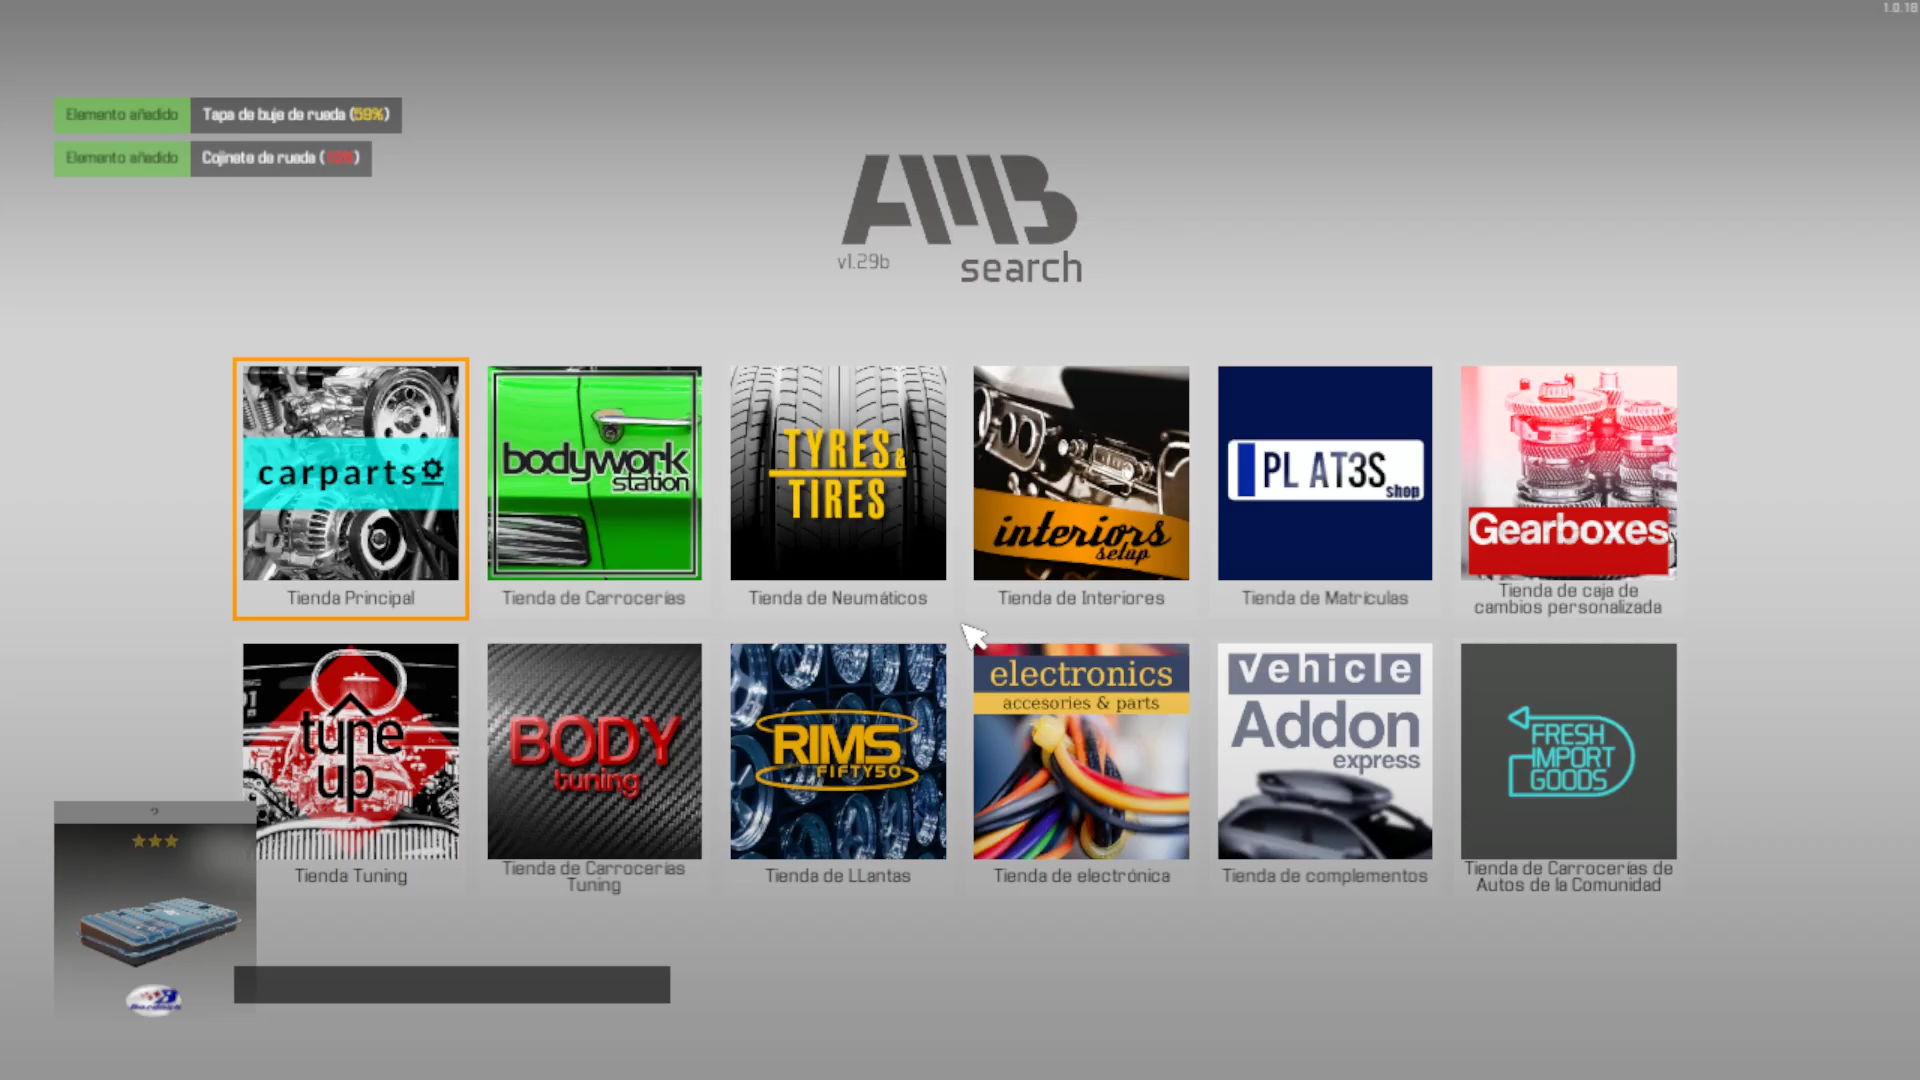 1.0.18
Elemento añadido Tapa de buje de rueda (59%)
Elemento añadido Cojinete de rueda (10%)
AMB
v1.29b search
carparts
bodywork
station
TYRES &
TIRES
interiors
setup
PL AT3S
shop
Gearboxes
Tienda Principal
Tienda de Carrocerías
Tienda de Neumáticos
Tienda de Interiores
Tienda de Matrículas
Tienda de caja de
cambios personalizada
tune
up
BODY
tuning
RIMS
FIFTY50
electronics
accesories & parts
vehicle
Addon
express
FRESH
IMPORT
GOODS
Tienda Tuning
Tienda de Carrocerías
Tuning
Tienda de LLantas
Tienda de electrónica
Tienda de complementos
Tienda de Carrocerías de
Autos de la Comunidad
?